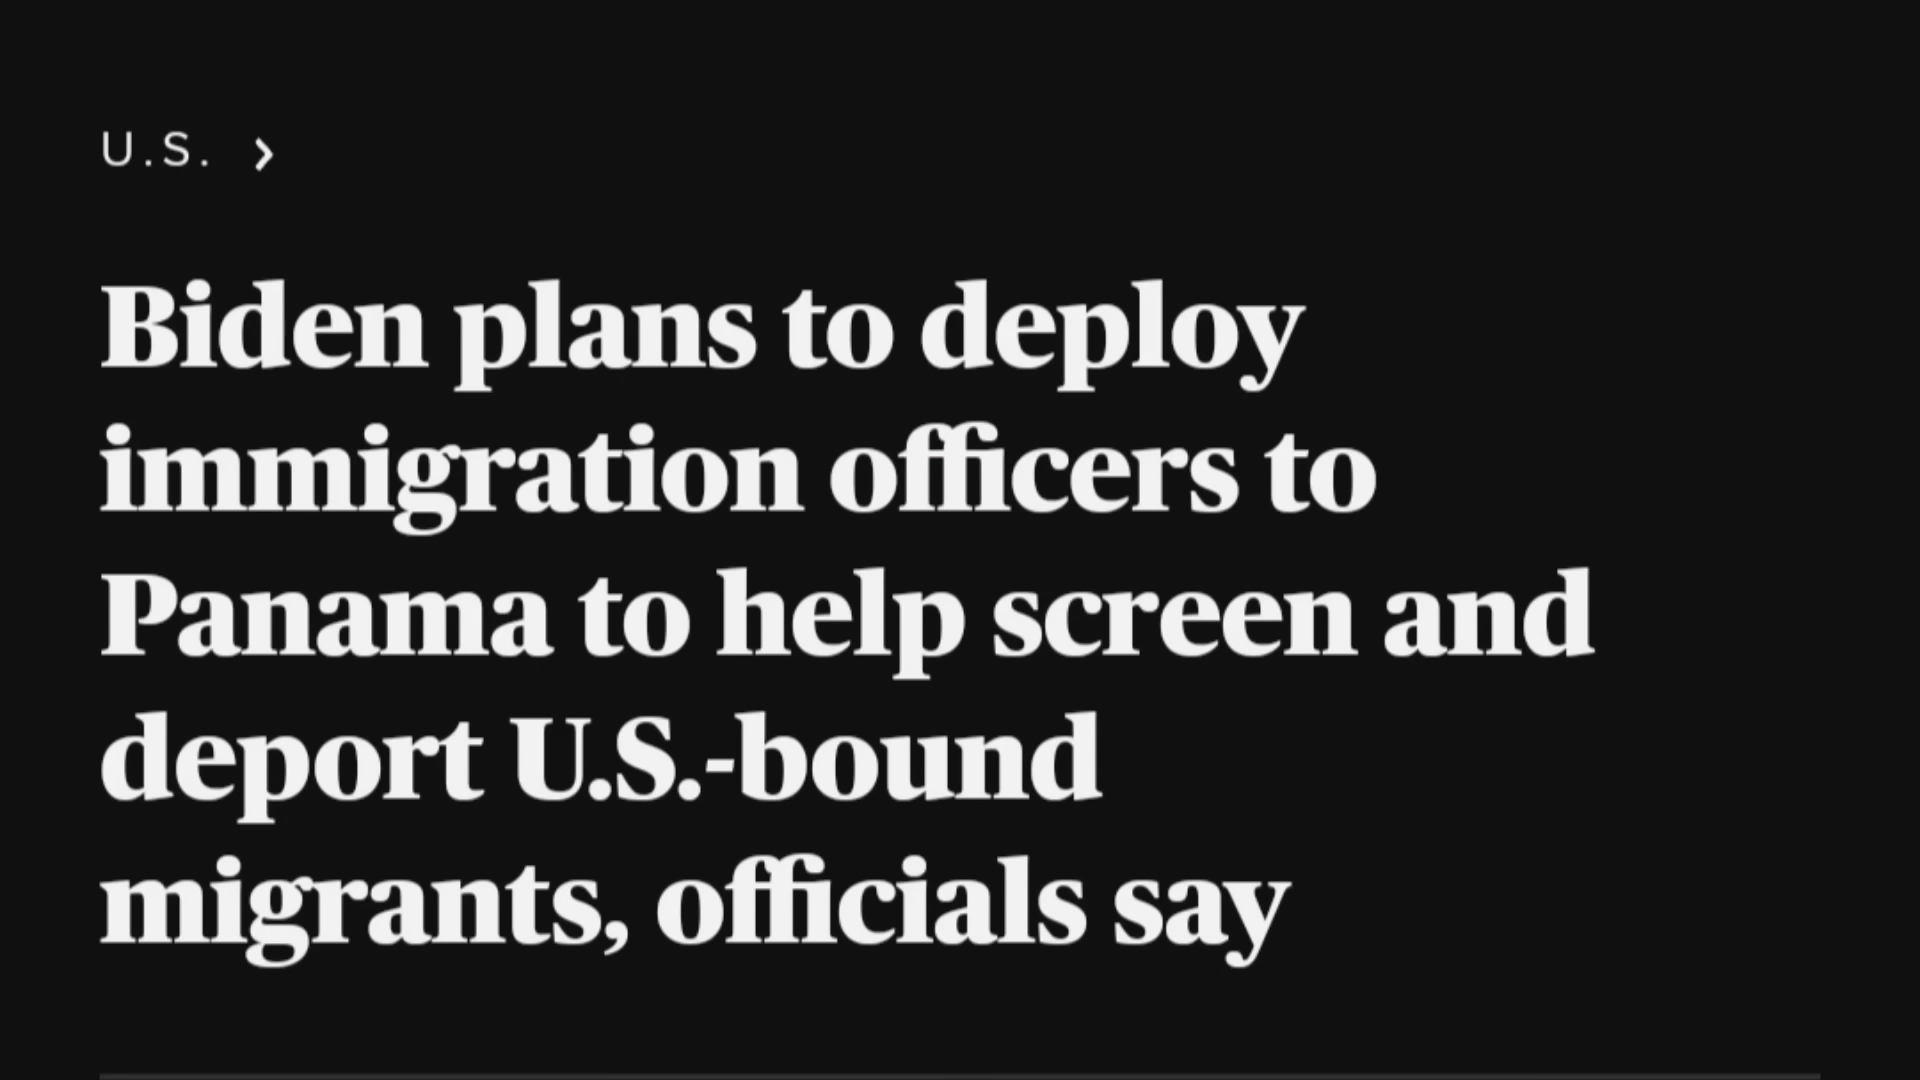 U.S. ›
Biden plans to deploy
immigration officers to
Panama to help screen and
deport U.S.-bound
migrants, officials say